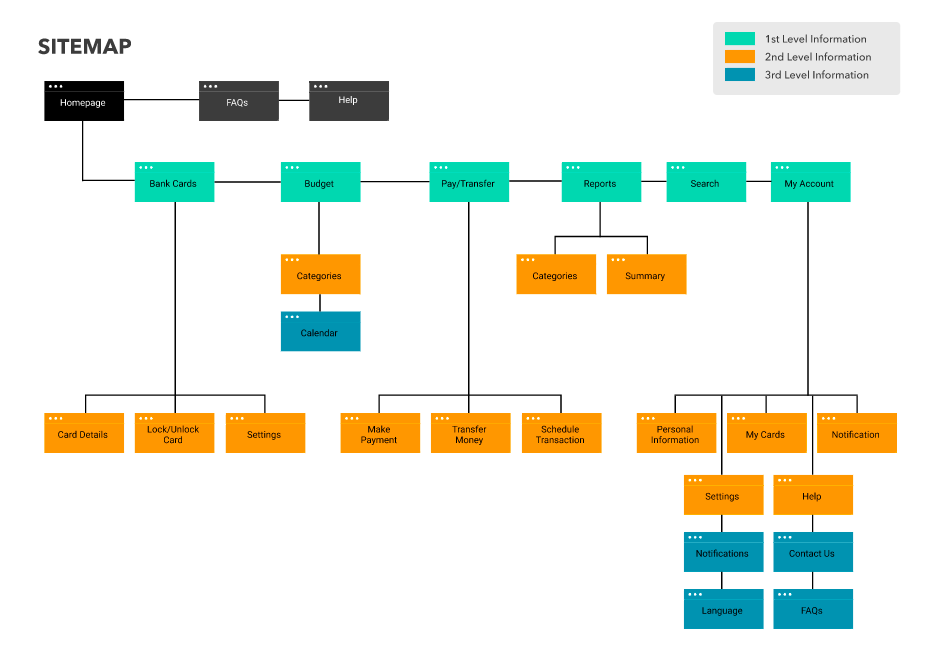 SITEMAP
1st Level Information
2nd Level Information
3rd Level Information
Homepage
FAQs
Help
Bank Cards
Budget
Pay/Transfer
Reports
Search
My Account
Categories
Categories
Summary
Calendar
Card Details
Lock/Unlock
Card
Settings
Make
Payment
Transfer
Money
Schedule
Transaction
Personal
Information
My Cards
Notification
Settings
Help
Notifications
Contact Us
Language
FAQs